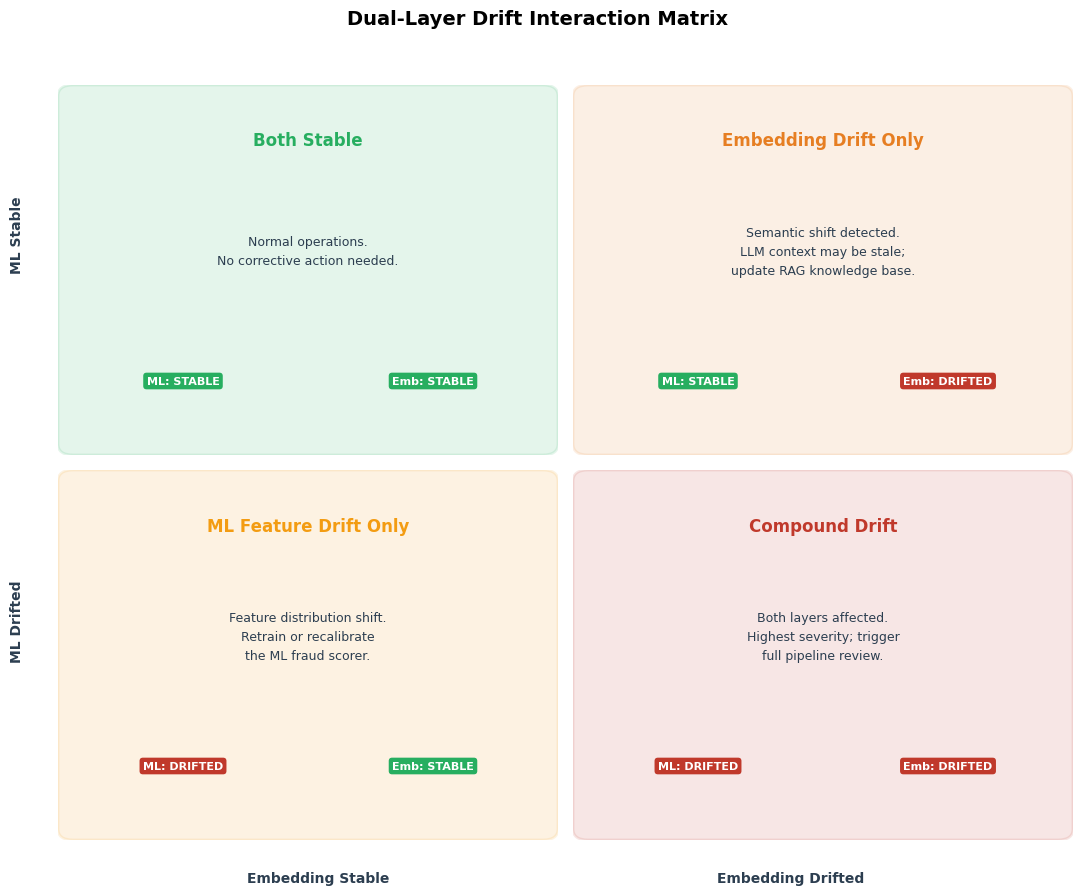 Dual-Layer Drift Interaction Matrix
ML Stable
Both Stable
Normal operations.
No corrective action needed.
ML: STABLE
Emb: STABLE
Embedding Drift Only
Semantic shift detected.
LLM context may be stale;
update RAG knowledge base.
ML: STABLE
Emb: DRIFTED
ML Drifted
ML Feature Drift Only
Feature distribution shift.
Retrain or recalibrate
the ML fraud scorer.
ML: DRIFTED
Emb: STABLE
Compound Drift
Both layers affected.
Highest severity; trigger
full pipeline review.
ML: DRIFTED
Emb: DRIFTED
Embedding Stable
Embedding Drifted